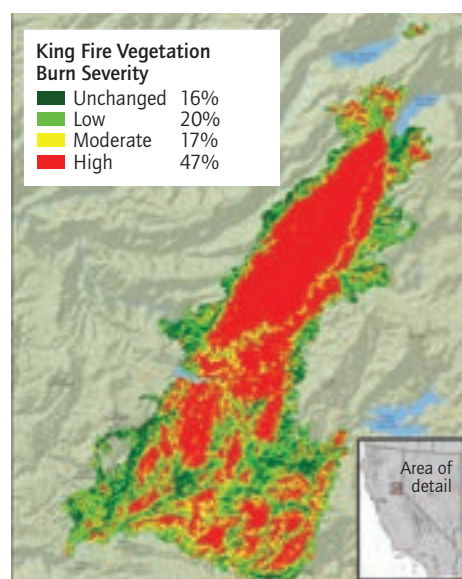 King Fire Vegetation
Burn Severity
Unchanged 16%
Low 20%
Moderate 17%
High 47%
Area of
detail